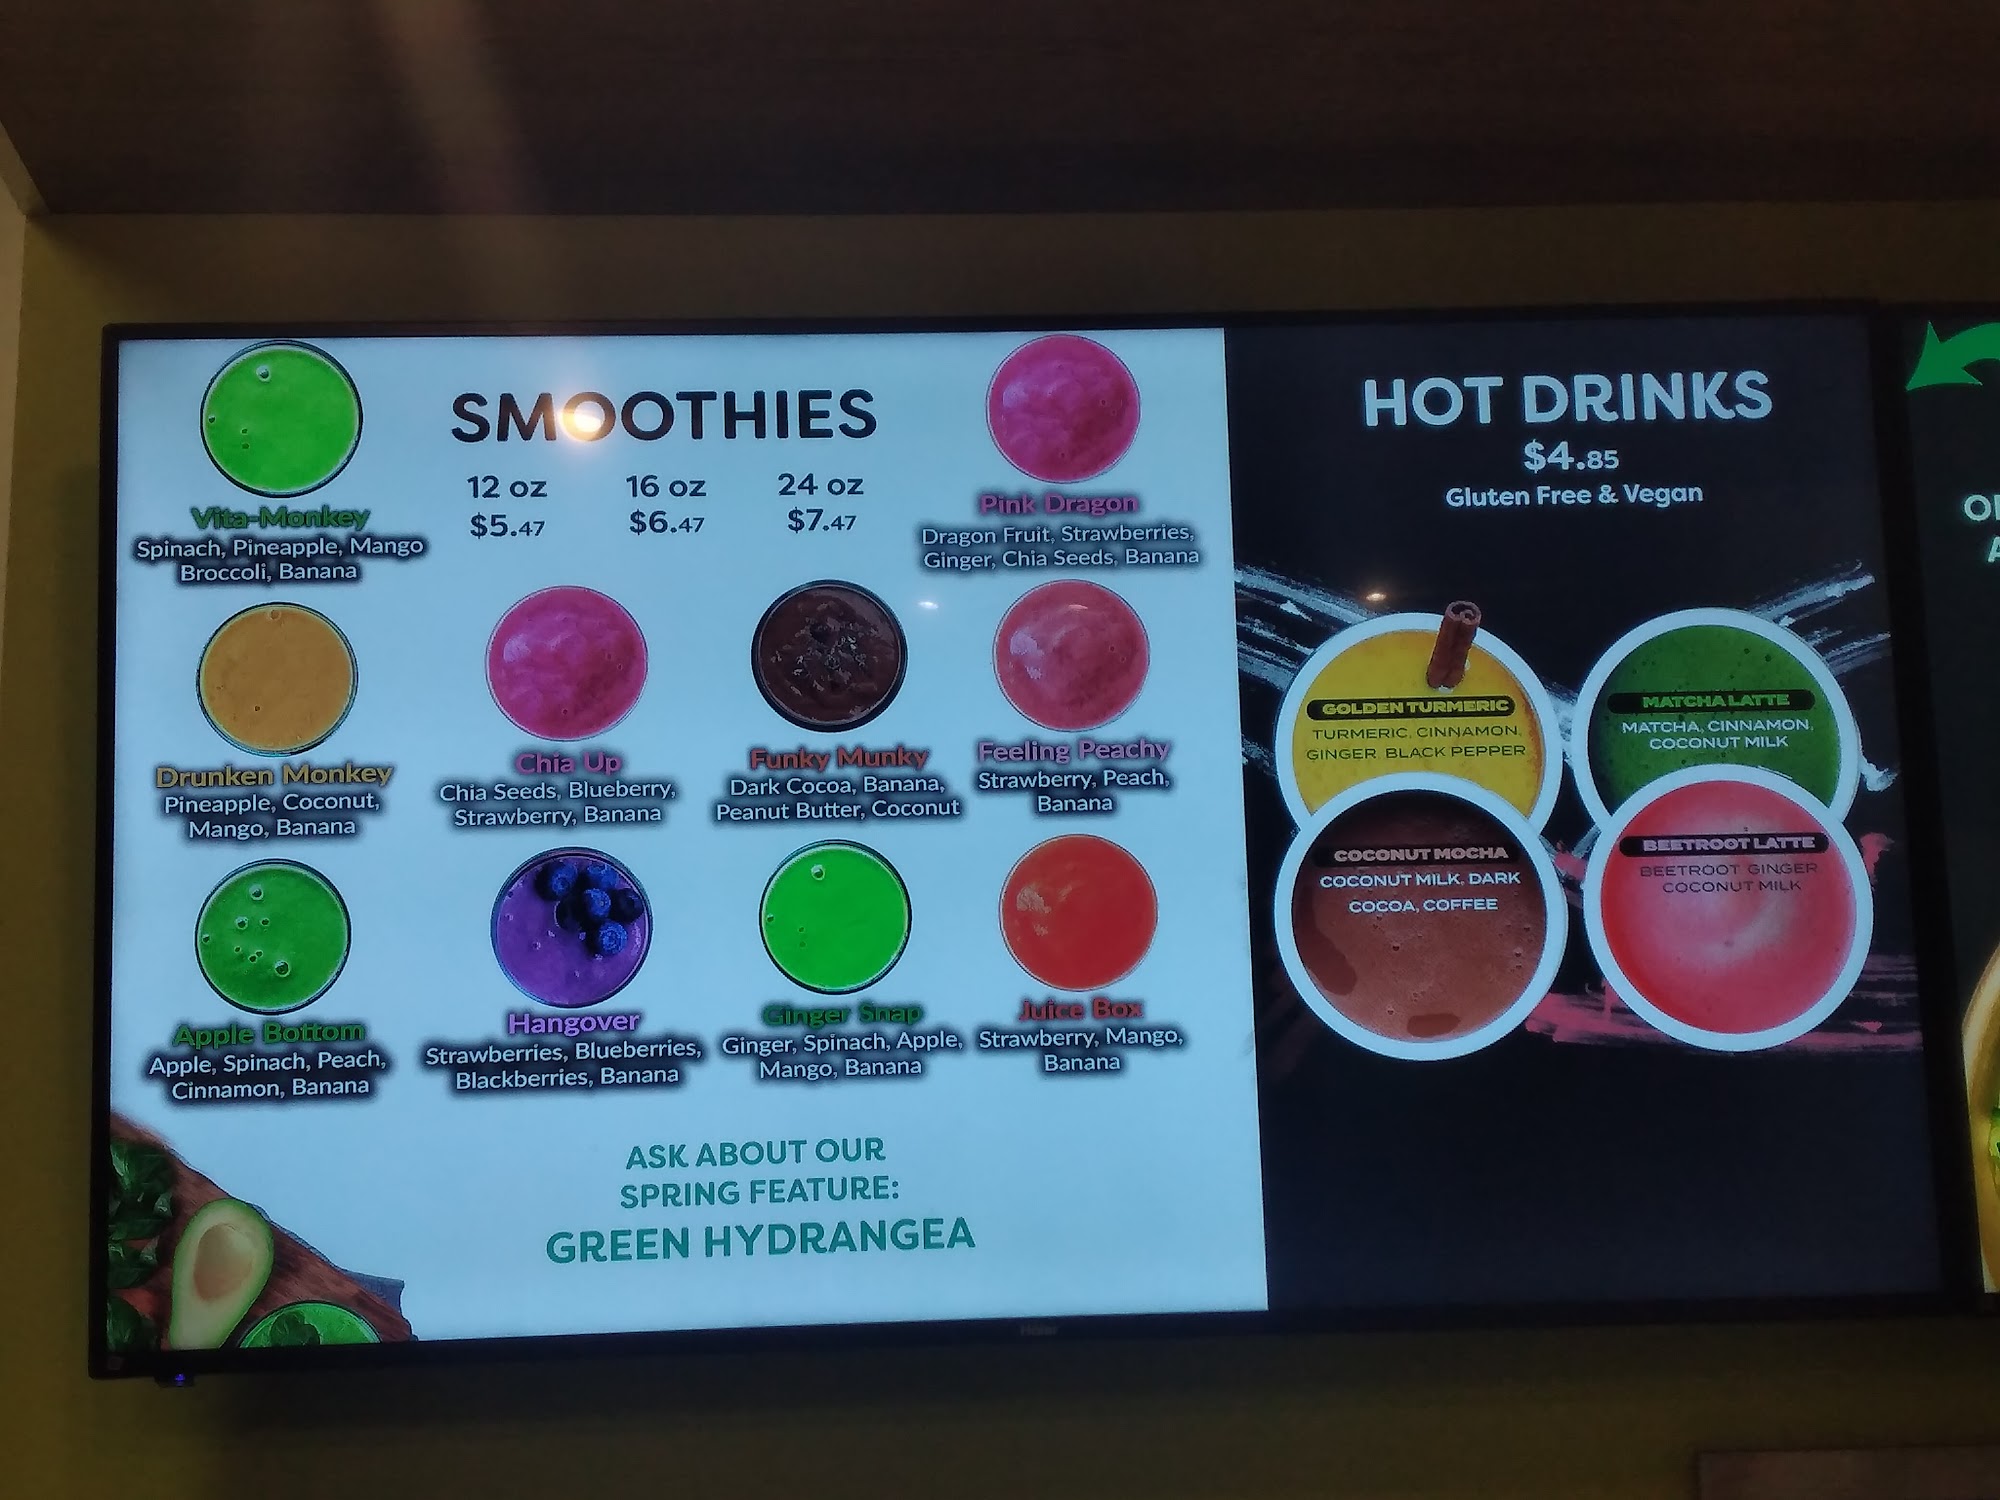 SMOOTHIES
12 oz 16 oz 24 oz
$5.47 $6.47 $7.47
Vita-Monkey
Spinach, Pineapple, Mango
Broccoli, Banana
Pink Dragon
Dragon Fruit, Strawberries,
Ginger, Chia Seeds, Banana
Drunken Monkey
Pineapple, Coconut,
Mango, Banana
Chia Up
Chia Seeds, Blueberry,
Strawberry, Banana
Funky Munky
Dark Cocoa, Banana,
Peanut Butter, Coconut
Feeling Peachy
Strawberry, Peach,
Banana
Apple Bottom
Apple, Spinach, Peach,
Cinnamon, Banana
Hangover
Strawberries, Blueberries,
Blackberries, Banana
Ginger Snap
Ginger, Spinach, Apple,
Mango, Banana
Juice Box
Strawberry, Mango,
Banana
ASK ABOUT OUR
SPRING FEATURE:
GREEN HYDRANGEA
HOT DRINKS
$4.85
Gluten Free & Vegan
GOLDEN TURMERIC
TURMERIC, CINNAMON,
GINGER, BLACK PEPPER
MATCHA LATTE
MATCHA, CINNAMON,
COCONUT MILK
COCONUT MOCHA
COCONUT MILK, DARK
COCOA, COFFEE
BEETROOT LATTE
BEETROOT GINGER
COCONUT MILK
Haier